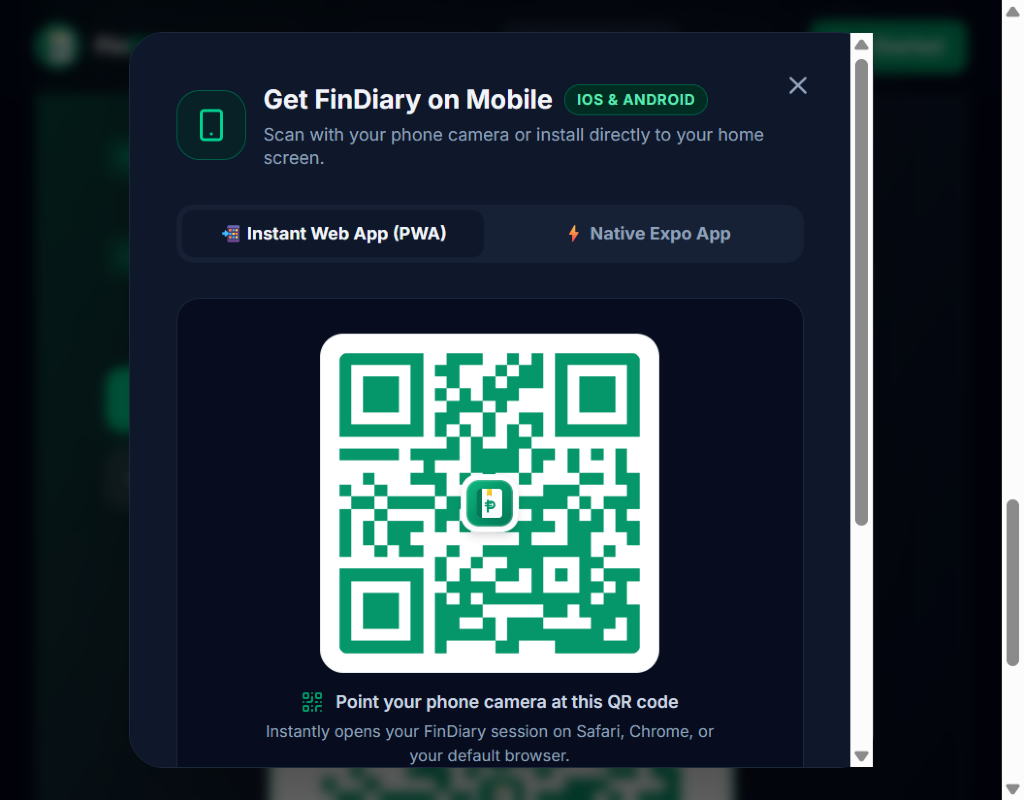 Get FinDiary on Mobile
IOS & ANDROID
Scan with your phone camera or install directly to your home
screen.
Instant Web App (PWA)
Native Expo App
Point your phone camera at this QR code
Instantly opens your FinDiary session on Safari, Chrome, or
your default browser.